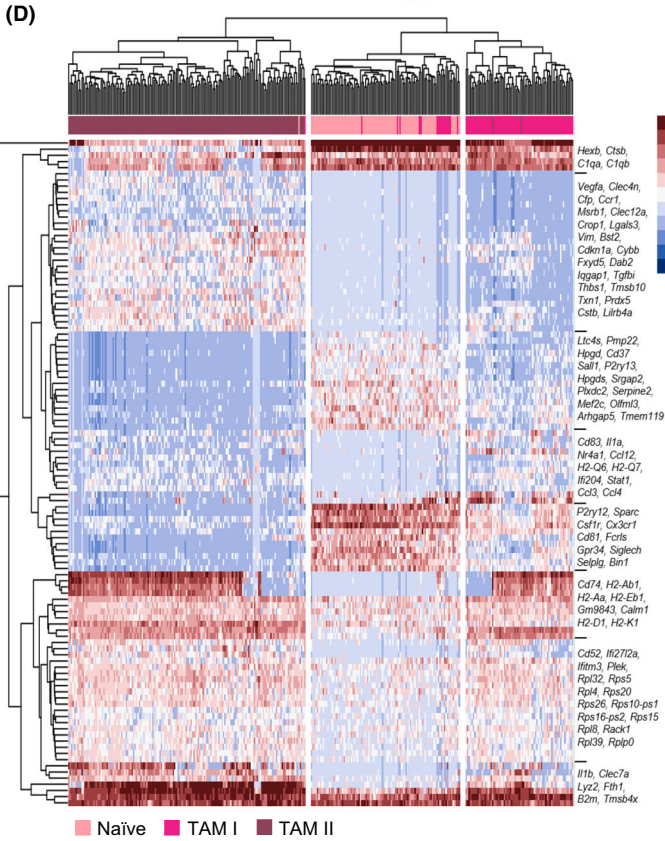 (D)
Hexb, Ctsb,
C1qa, C1qb
Vegfa, Clec4n,
Cfp, Ccr1,
Msrb1, Clec12a,
Crop1, Lgals3,
Vim, Bst2,
Cdkn1a, Cybb
Fxyd5, Dab2
Iqgap1, Tgfbi
Thbs1, Tmsb10
Txn1, Prdx5
Cstb, Lilrb4a
Ltc4s, Pmp22,
Hpgd, Cd37
Sall1, P2ry13,
Hpgds, Srgap2,
Plxdc2, Serpine2,
Mef2c, Olfml3,
Arhgap5, Tmem119
Cd83, Il1a,
Nr4a1, Ccl12,
H2-Q6, H2-Q7,
Ifi204, Stat1,
Ccl3, Ccl4
P2ry12, Sparc
Csf1r, Cx3cr1
Cd81, Fcrls
Gpr34, Siglech
Selplg, Bin1
Cd74, H2-Ab1,
H2-Aa, H2-Eb1,
Gm9843, Calm1
H2-D1, H2-K1
Cd52, Ifi27l2a,
Ifitm3, Plek,
Rpl32, Rps5
Rpl4, Rps20
Rps26, Rps10-ps1
Rps16-ps2, Rps15
Rpl8, Rack1
Rpl39, Rplp0
Il1b, Clec7a
Lyz2, Fth1,
B2m, Tmsb4x
Naïve TAM I TAM II